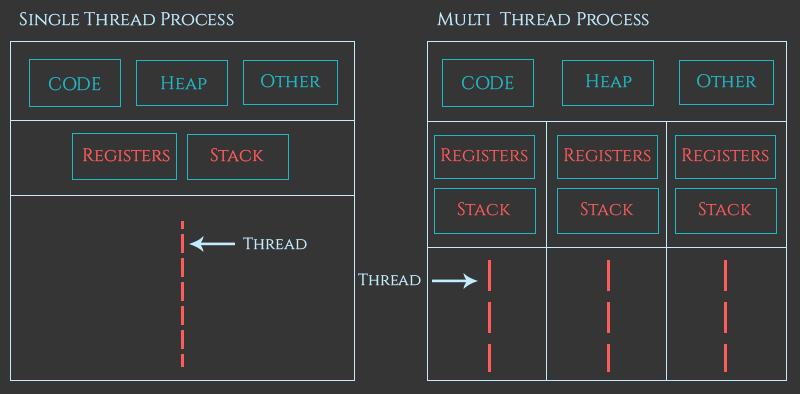 Single Thread Process
Code
Heap
Other
Registers
Stack
Thread
Multi Thread Process
Code
Heap
Other
Registers
Registers
Registers
Stack
Stack
Stack
Thread